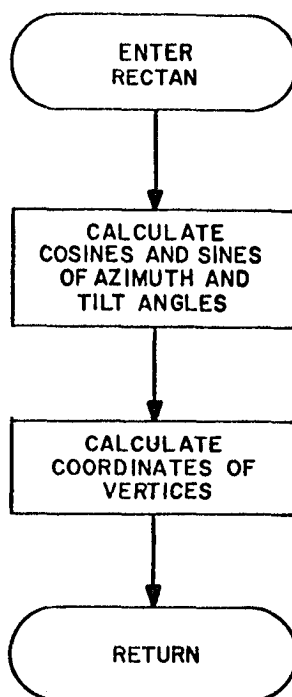 ENTER
RECTAN
CALCULATE
COSINES AND SINES
OF AZIMUTH AND
TILT ANGLES
CALCULATE
COORDINATES OF
VERTICES
RETURN